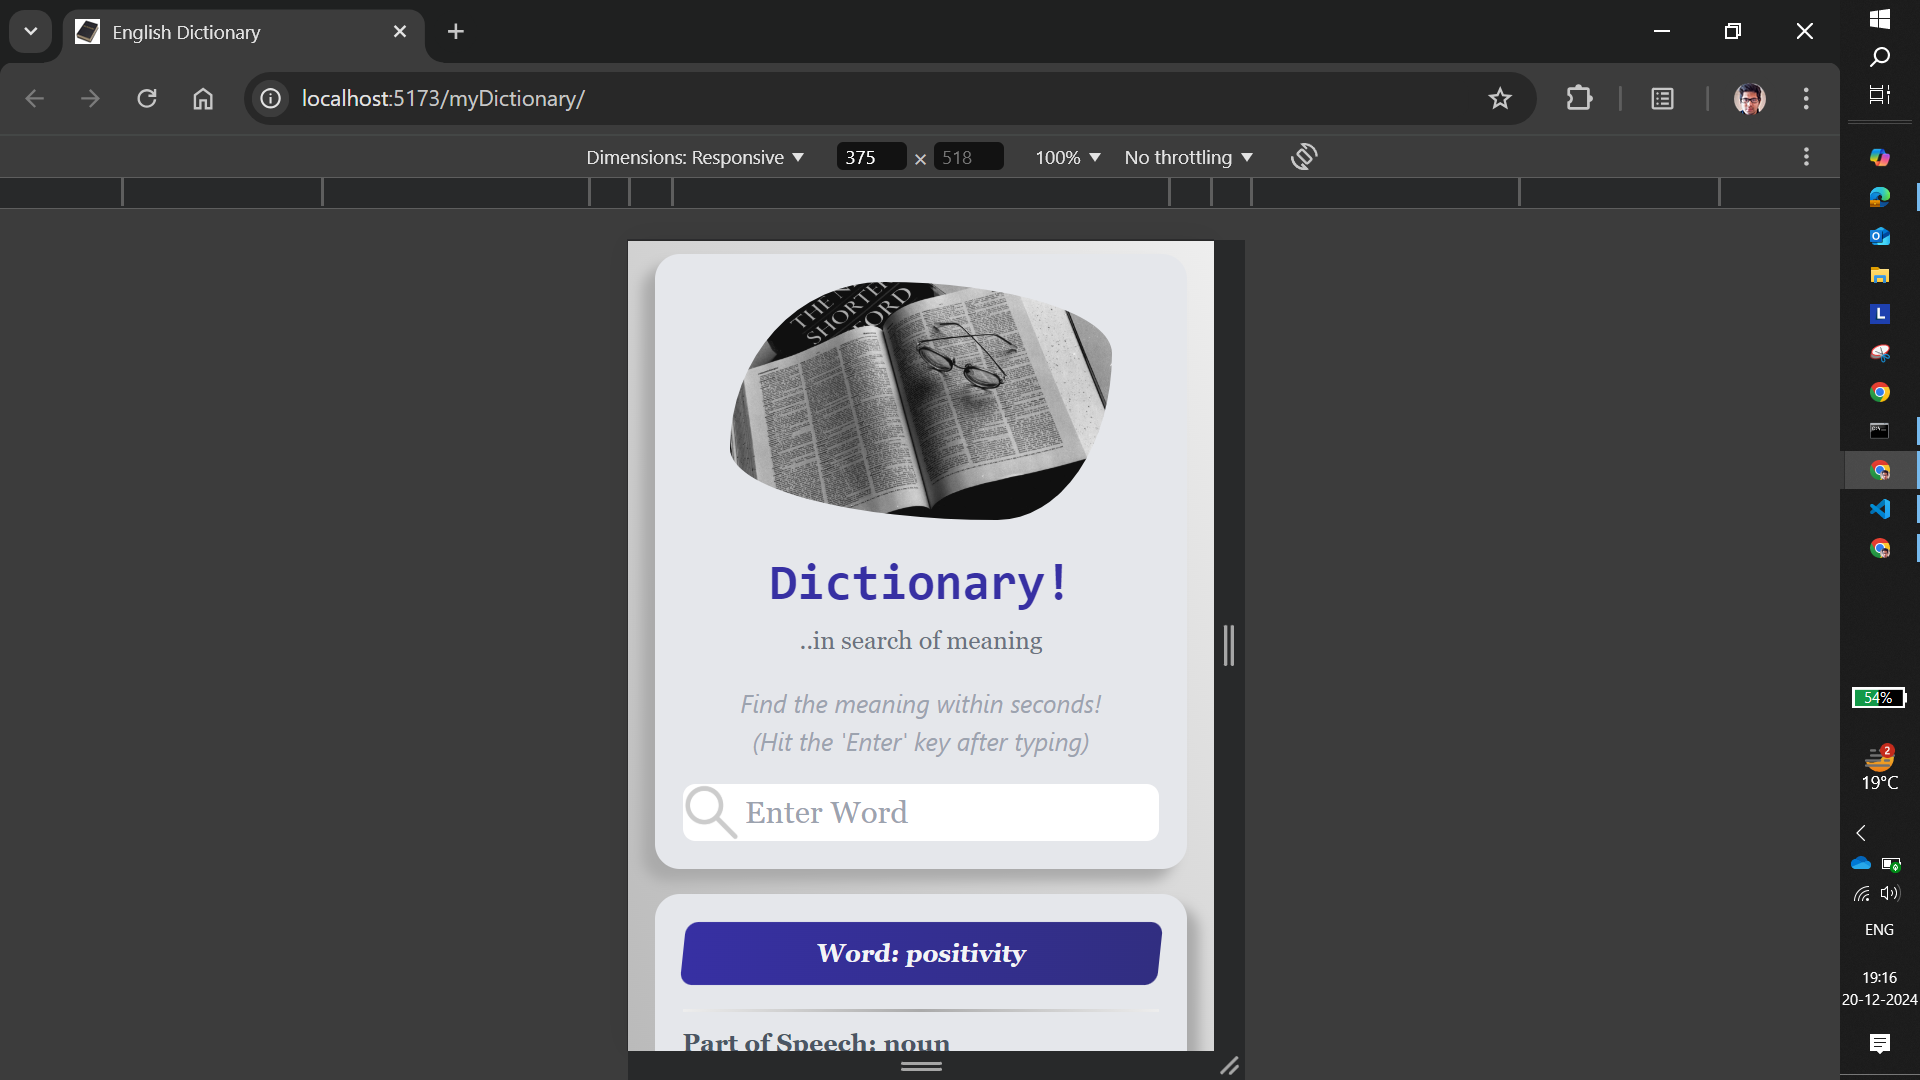 English Dictionary
localhost:5173/myDictionary/
Dimensions: Responsive 375 × 518 100% No throttling
THE N
SHORTER
FORD
Dictionary!
..in search of meaning
Find the meaning within seconds!
(Hit the 'Enter' key after typing)
Enter Word
Word: positivity
Part of Speech: noun
L
54%
2
19°C
ENG
19:16
20-12-2024